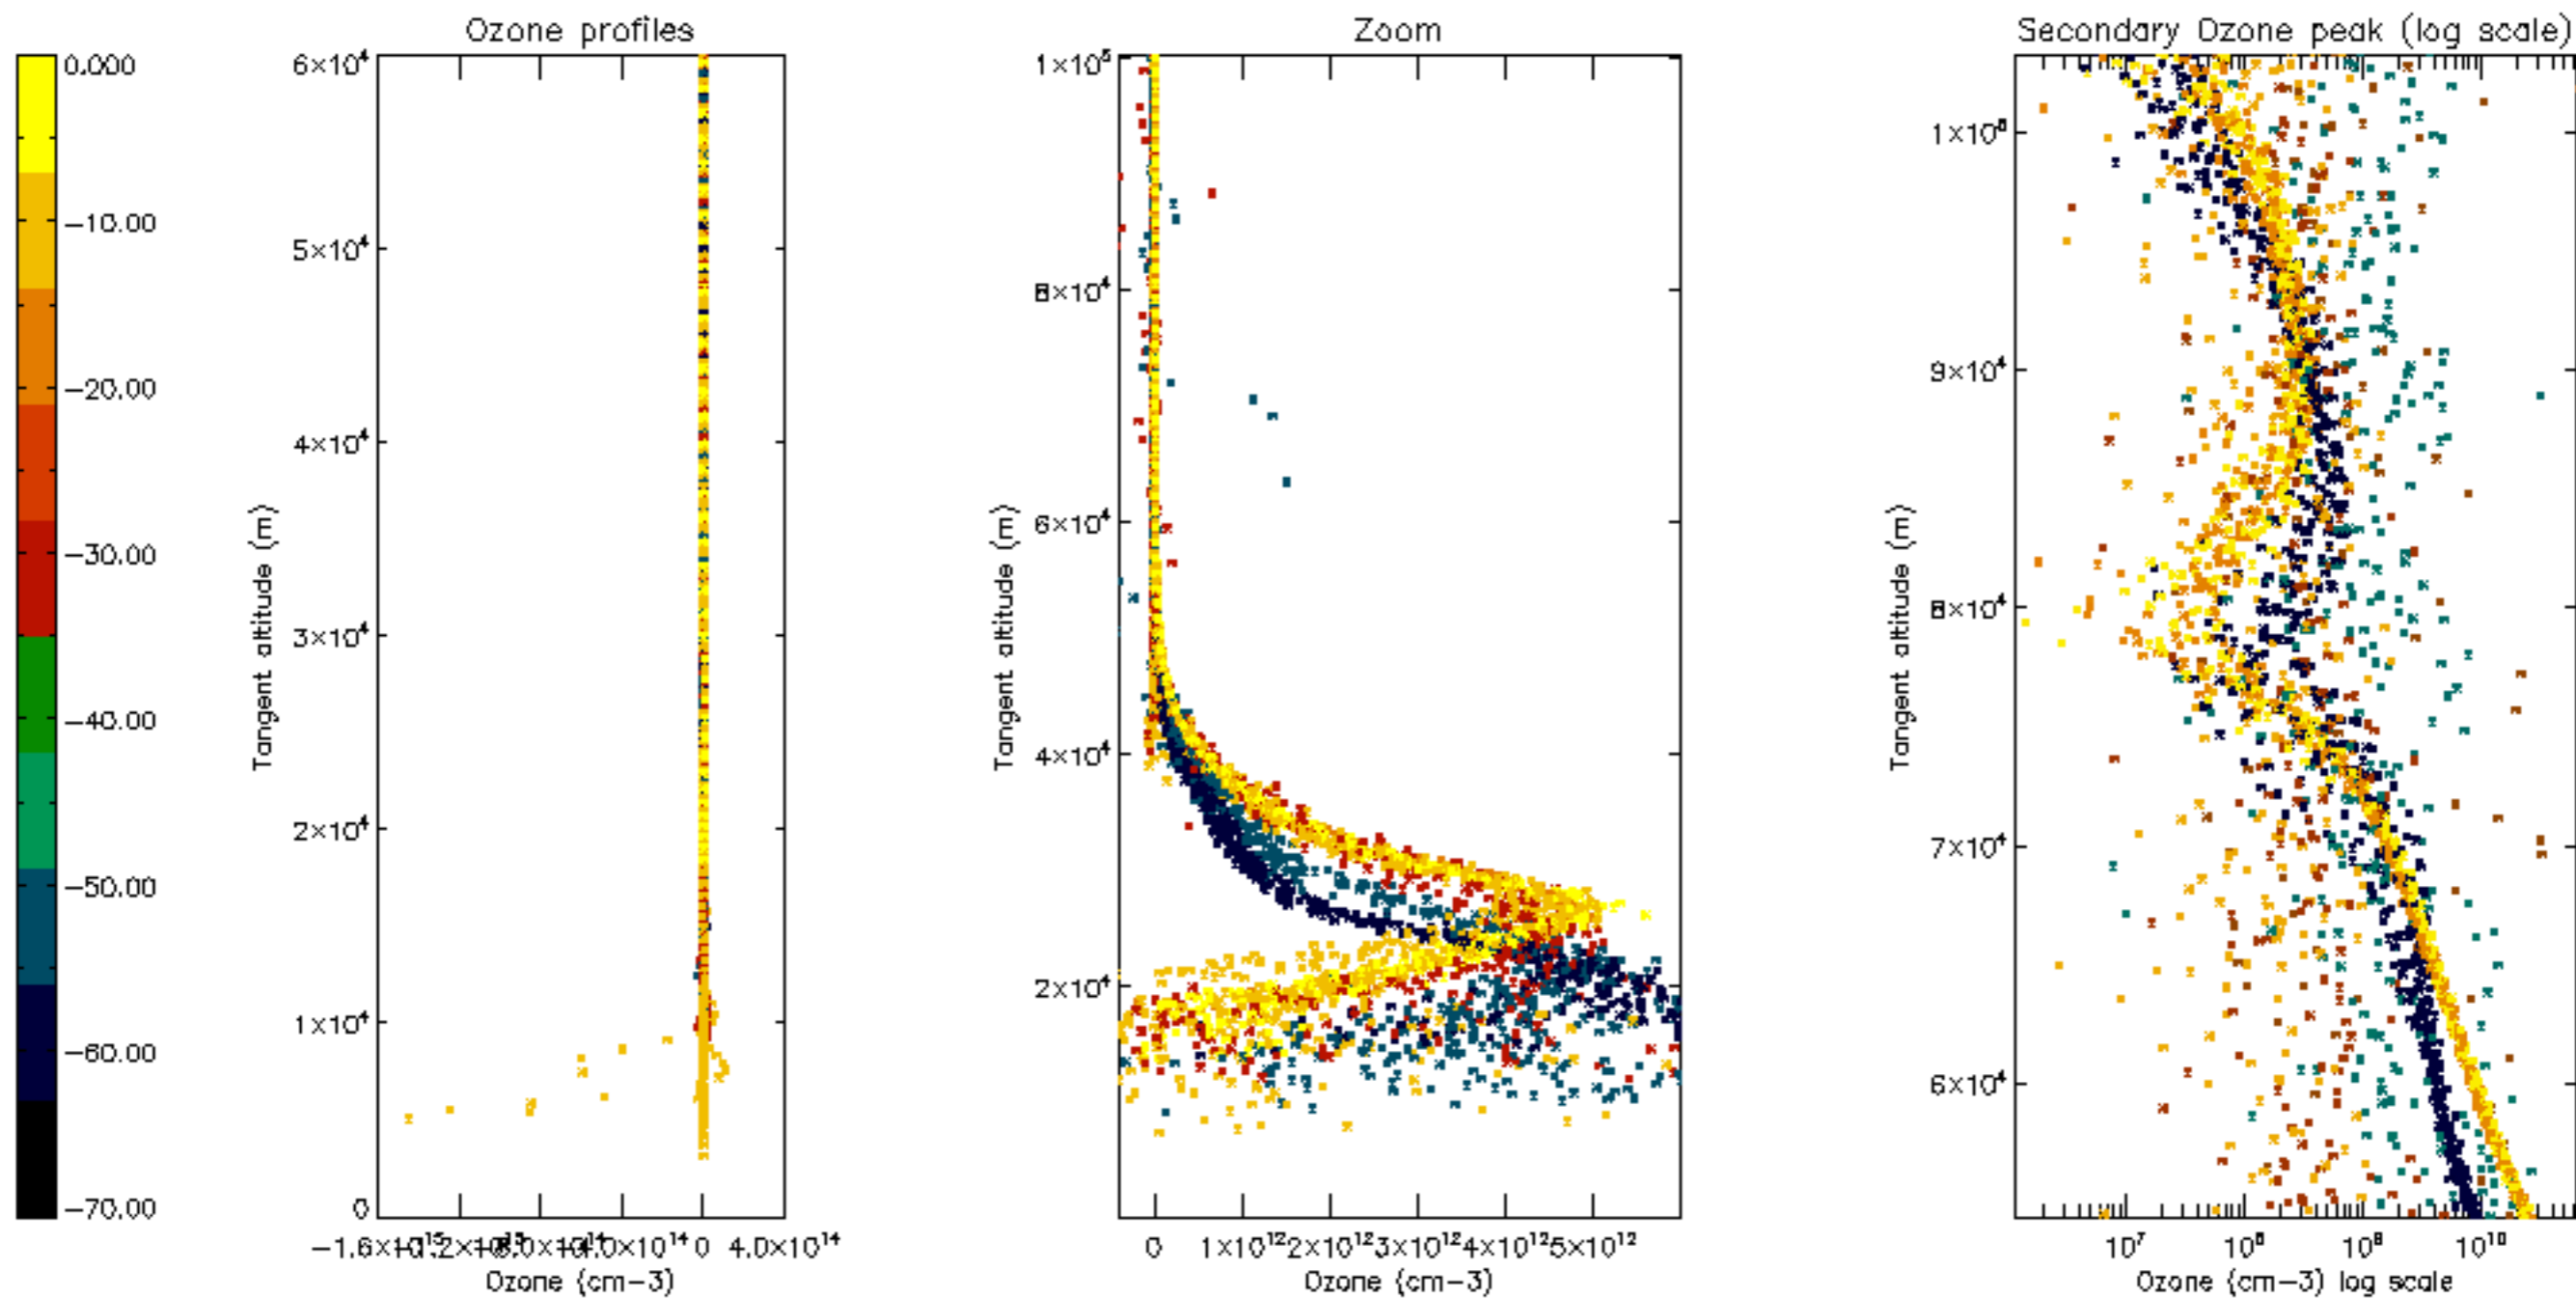 Ozone profiles
Zoom
Secondary Ozone peak (log scale)
0.000
-10.00
-20.00
-30.00
-40.00
-50.00
-60.00
-70.00
6×10⁴
5×10⁴
4×10⁴
3×10⁴
2×10⁴
1×10⁴
0
Tangent altitude (m)
0 4.0×10¹⁴
Ozone (cm-3)
1×10⁵
8×10⁴
6×10⁴
4×10⁴
2×10⁴
Tangent altitude (m)
0 1×10¹² 2×10¹² 3×10¹² 4×10¹² 5×10¹²
Ozone (cm-3)
9×10⁴
8×10⁴
7×10⁴
6×10⁴
Tangent altitude (m)
10⁷ 10⁸ 10⁹ 10¹⁰
Ozone (cm-3) log scale